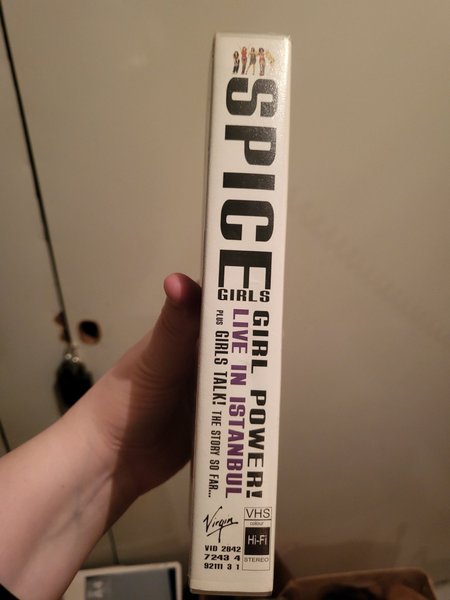 SPICE
GIRLS
GIRL POWER!
LIVE IN ISTANBUL
PLUS GIRLS TALK! THE STORY SO FAR...
Virgin
VID 2842
7243 4
92111 3 1
VHS
colour
Hi-Fi
STEREO